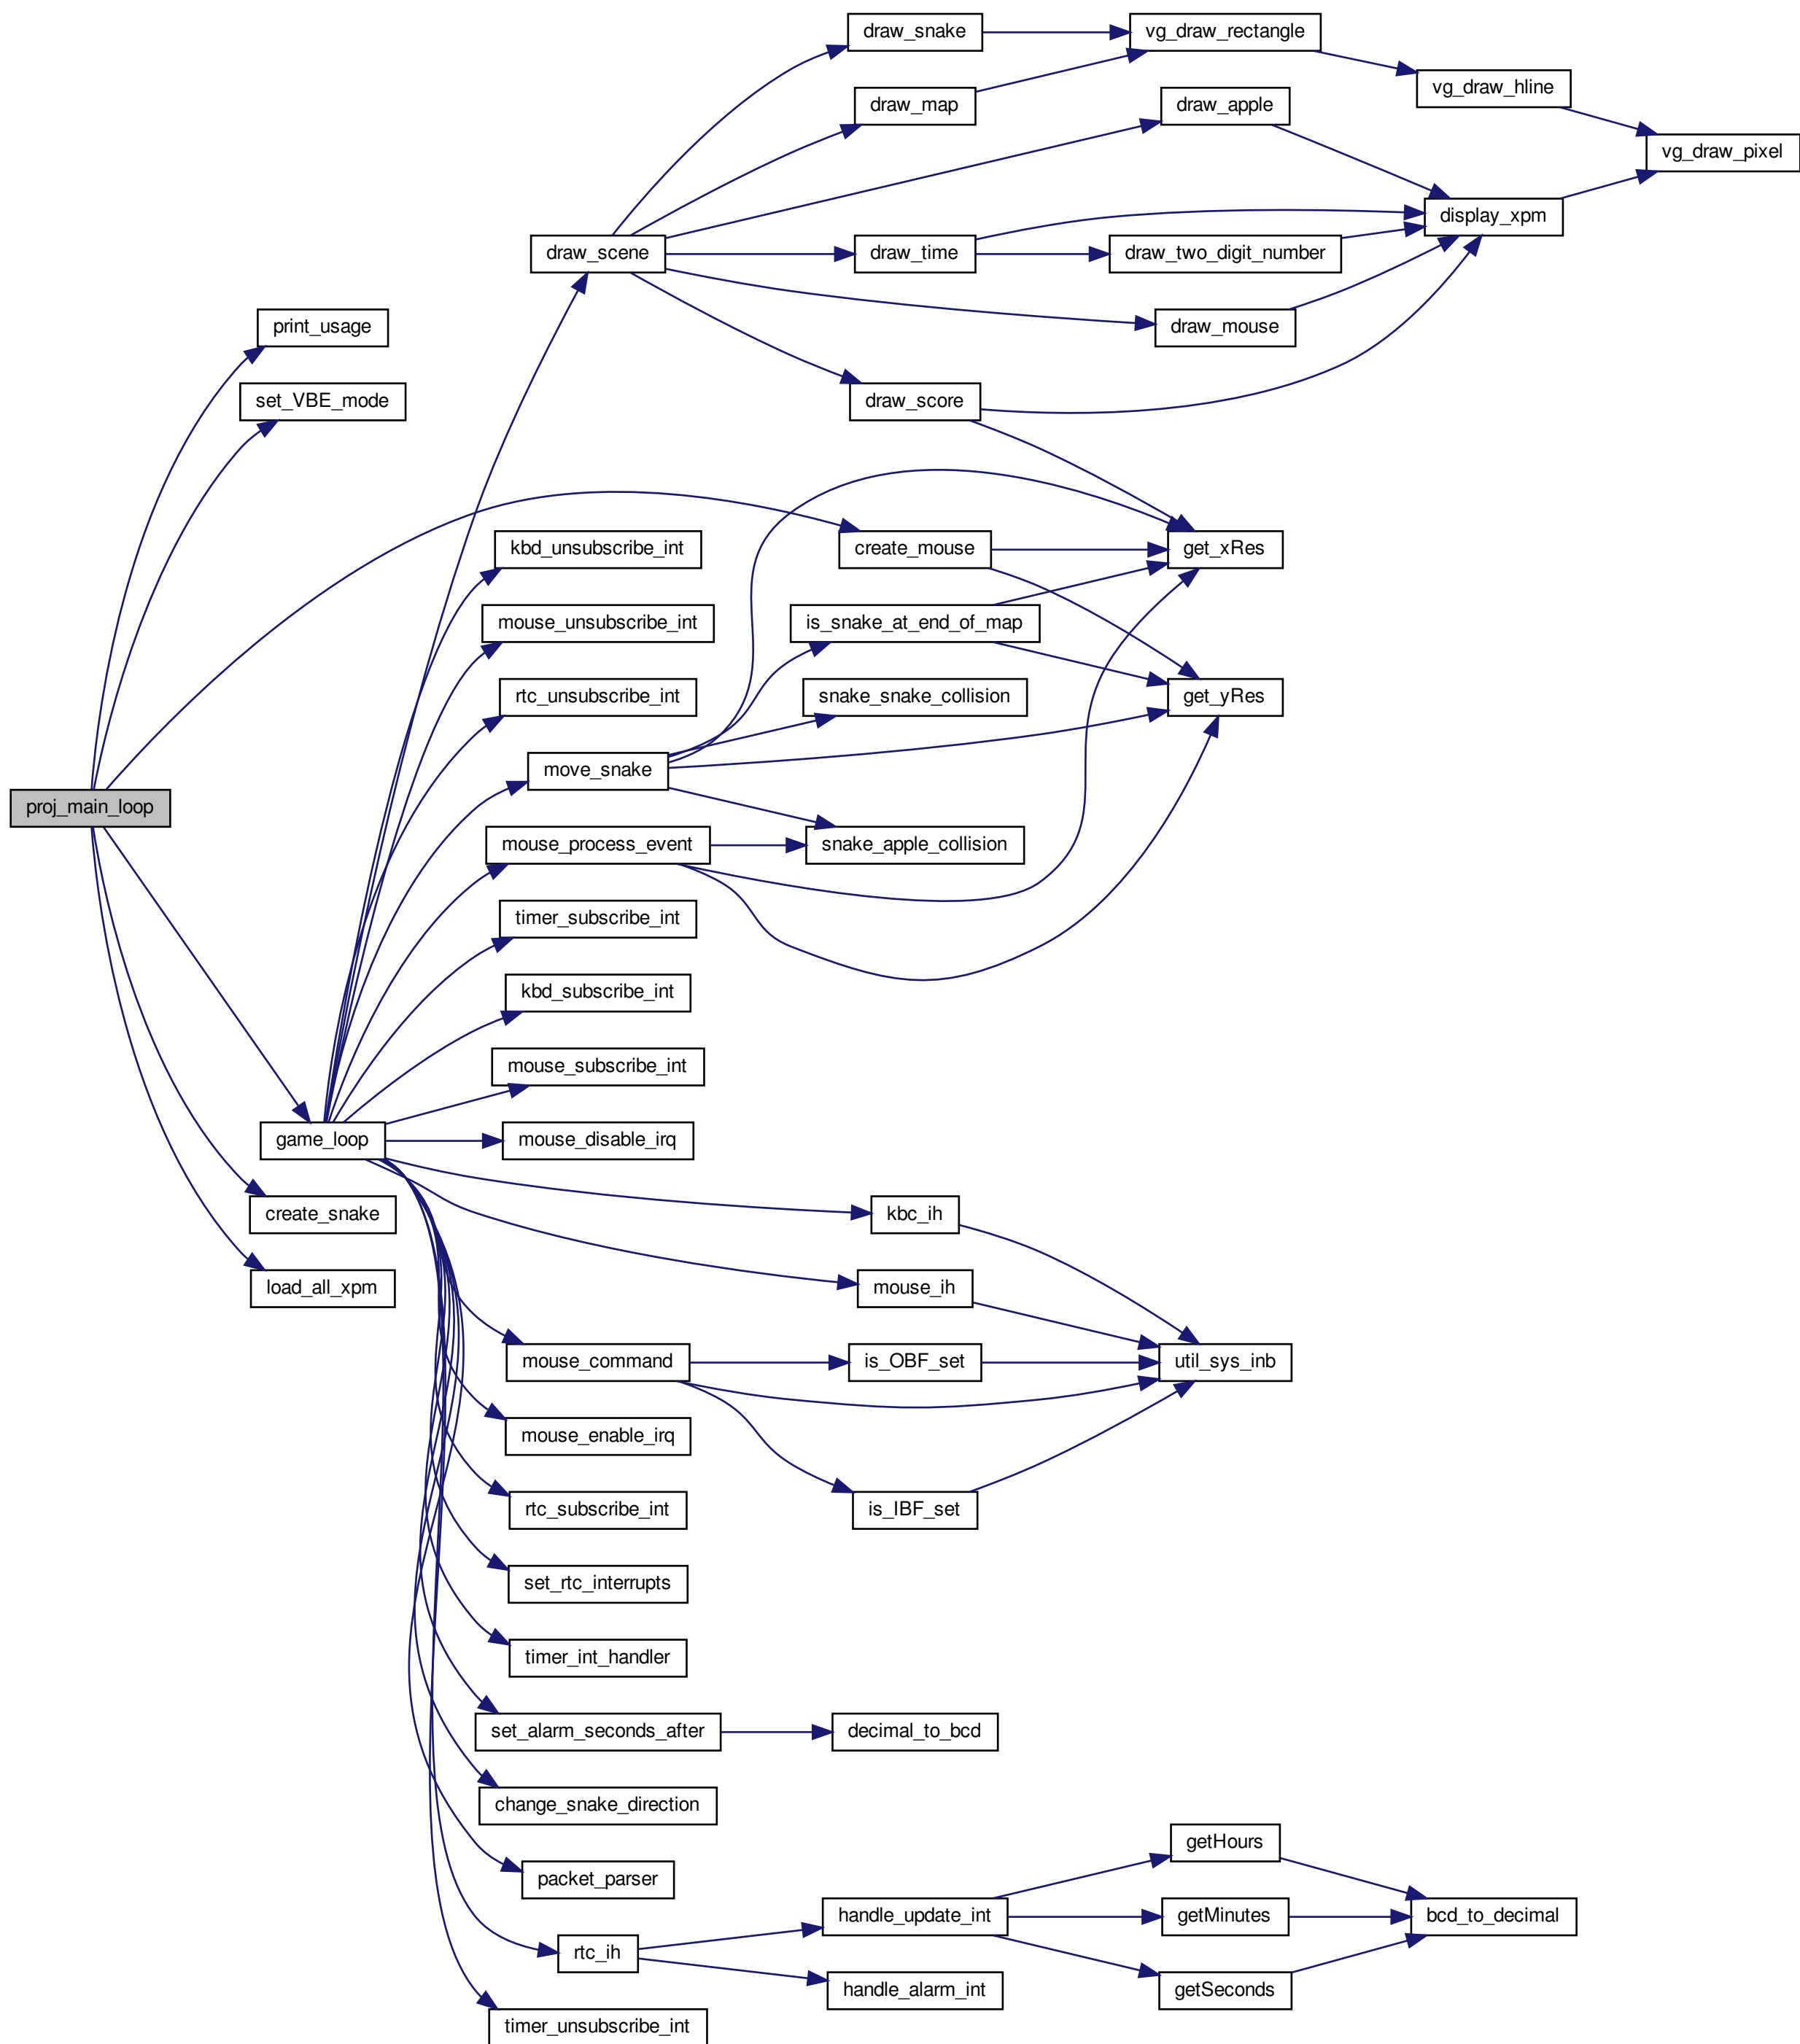 draw_snake
vg_draw_rectangle
vg_draw_hline
draw_map
draw_apple
vg_draw_pixel
display_xpm
draw_scene
draw_time
draw_two_digit_number
print_usage
draw_mouse
set_VBE_mode
draw_score
kbd_unsubscribe_int
create_mouse
get_xRes
mouse_unsubscribe_int
is_snake_at_end_of_map
rtc_unsubscribe_int
snake_snake_collision
get_yRes
move_snake
proj_main_loop
mouse_process_event
snake_apple_collision
timer_subscribe_int
kbd_subscribe_int
mouse_subscribe_int
game_loop
mouse_disable_irq
create_snake
kbc_ih
load_all_xpm
mouse_ih
mouse_command
is_OBF_set
util_sys_inb
mouse_enable_irq
rtc_subscribe_int
is_IBF_set
set_rtc_interrupts
timer_int_handler
set_alarm_seconds_after
decimal_to_bcd
change_snake_direction
getHours
packet_parser
handle_update_int
getMinutes
bcd_to_decimal
rtc_ih
handle_alarm_int
getSeconds
timer_unsubscribe_int